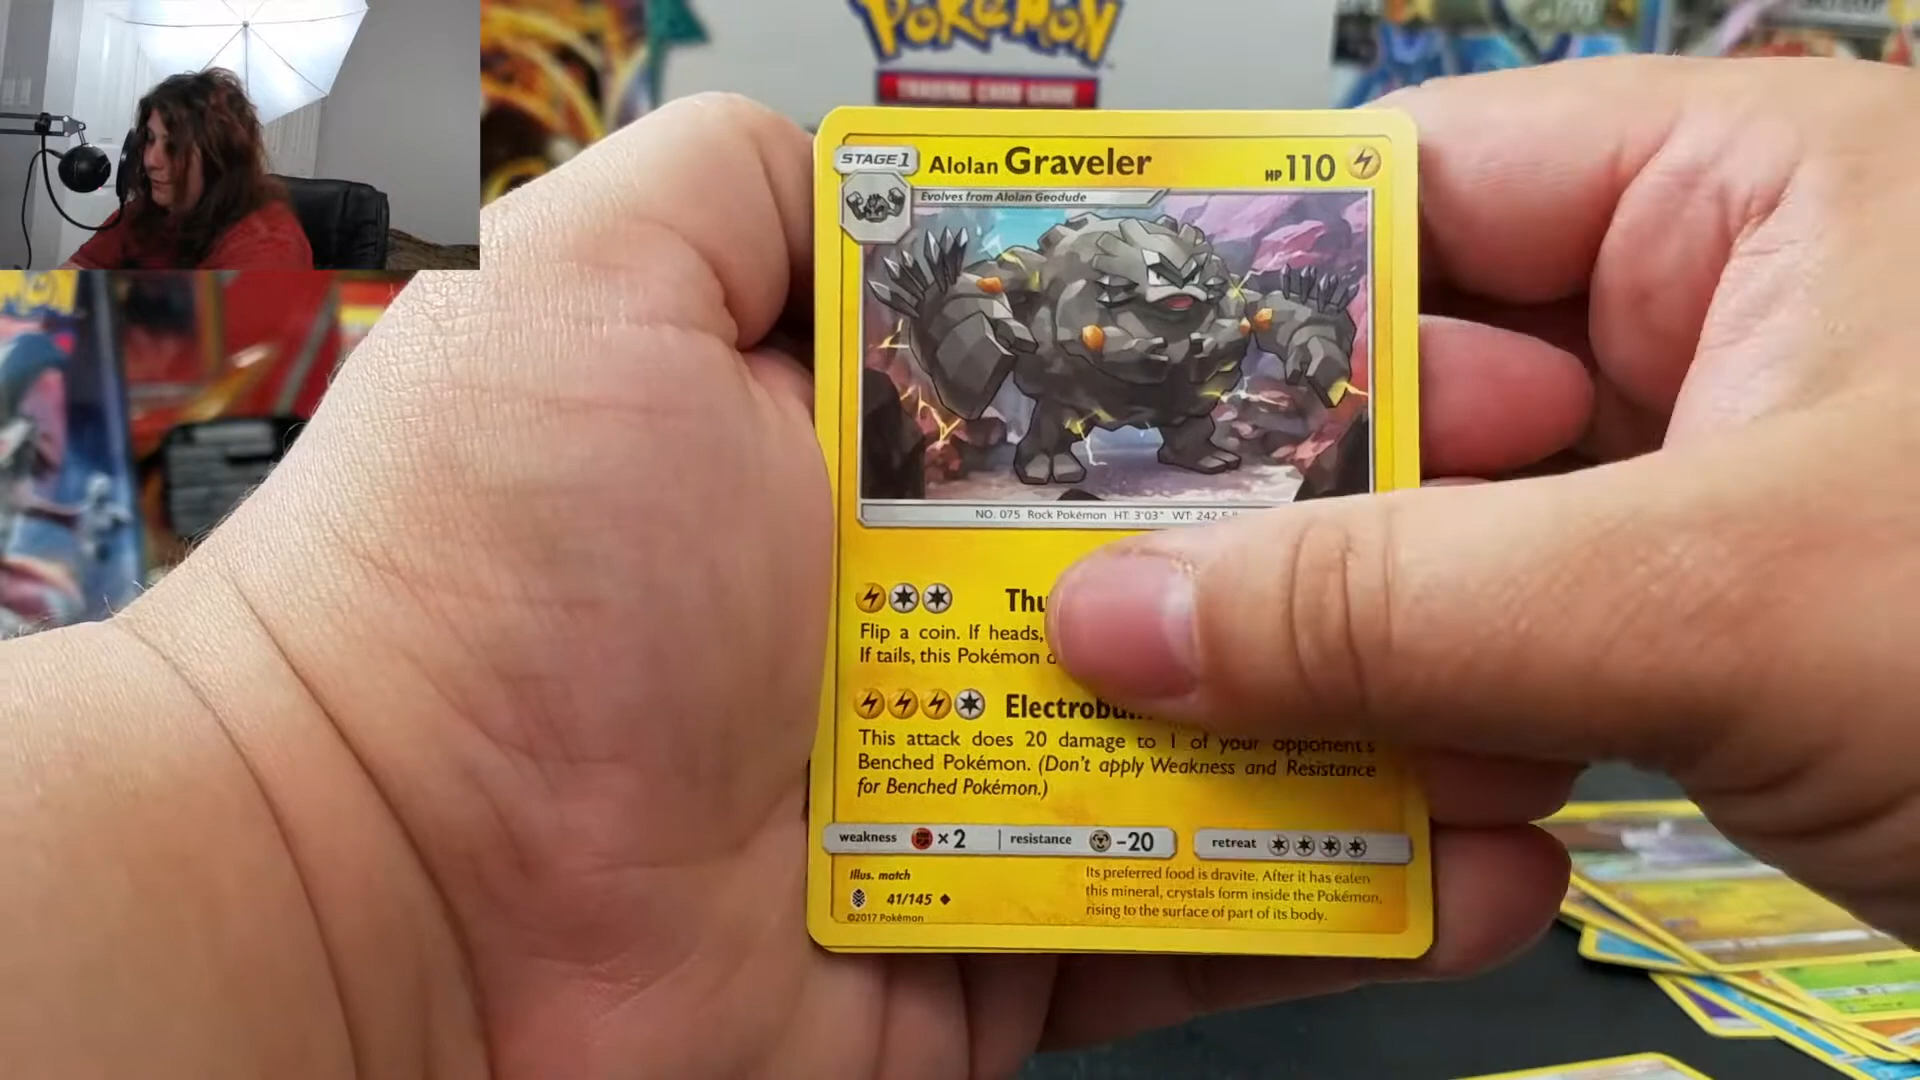 POKéMON
TRADING CARD GAME
STAGE 1 Alolan Graveler HP 110
Evolves from Alolan Geodude
NO. 075 Rock Pokémon HT: 3'03" WT: 242.5
Thu
Flip a coin. If heads,
If tails, this Pokémon
Electrobu
This attack does 20 damage to 1 of your opponent's
Benched Pokémon. (Don't apply Weakness and Resistance
for Benched Pokémon.)
weakness ×2 resistance -20 retreat
Illus. match
41/145
©2017 Pokémon
Its preferred food is dravite. After it has eaten
this mineral, crystals form inside the Pokémon,
rising to the surface of part of its body.